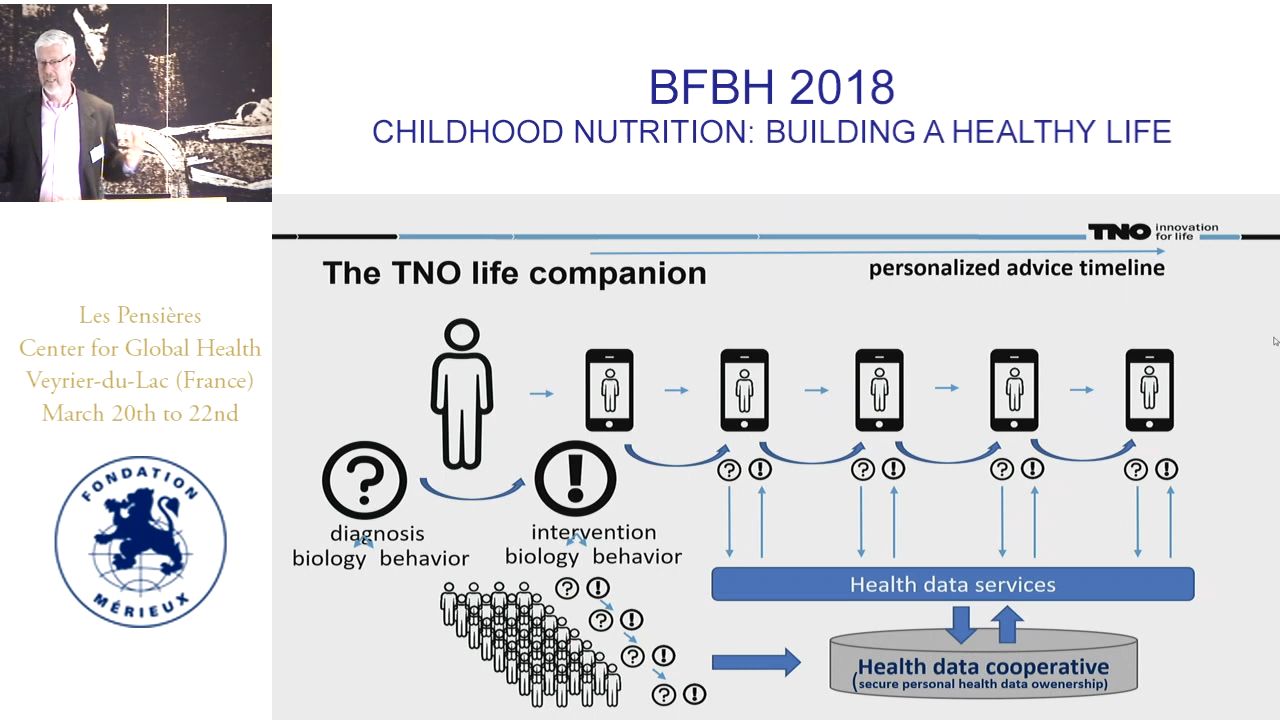 BFBH 2018
CHILDHOOD NUTRITION: BUILDING A HEALTHY LIFE
Les Pensières
Center for Global Health
Veyrier-du-Lac (France)
March 20th to 22nd
FONDATION
MÉRIEUX
TNO innovation
for life
The TNO life companion
personalized advice timeline
? !
? ! ? ! ? ! ? !
diagnosis
biology behavior
intervention
biology behavior
? !
? !
? !
? !
Health data services
Health data cooperative
(secure personal health data owenership)